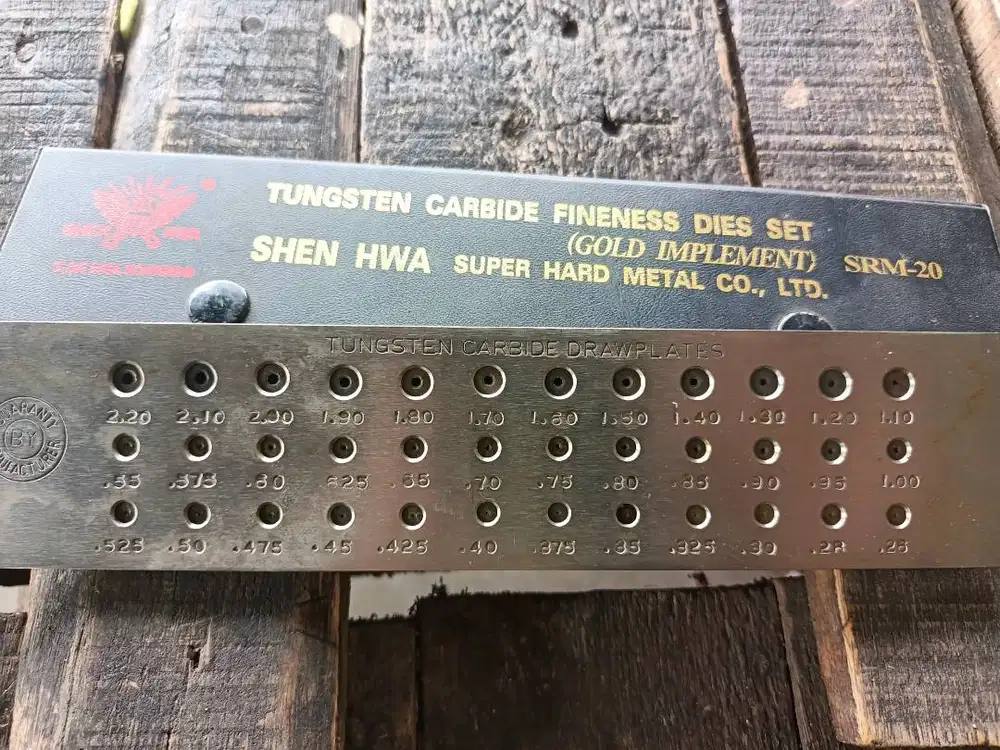 TUNGSTEN CARBIDE FINENESS DIES SET
(GOLD IMPLEMENT) SRM-20
SHEN HWA SUPER HARD METAL CO., LTD.
TUNGSTEN CARBIDE DRAWPLATES
2.20 2.10 2.00 1.90 1.80 1.70 1.60 1.50 1.40 1.30 1.20 1.10
BY
.55 .575 .60 .625 .65 .70 .75 .80 .85 .90 .95 1.00
.525 .50 .475 .45 .425 .40 .375 .35 .325 .30 .28 .26